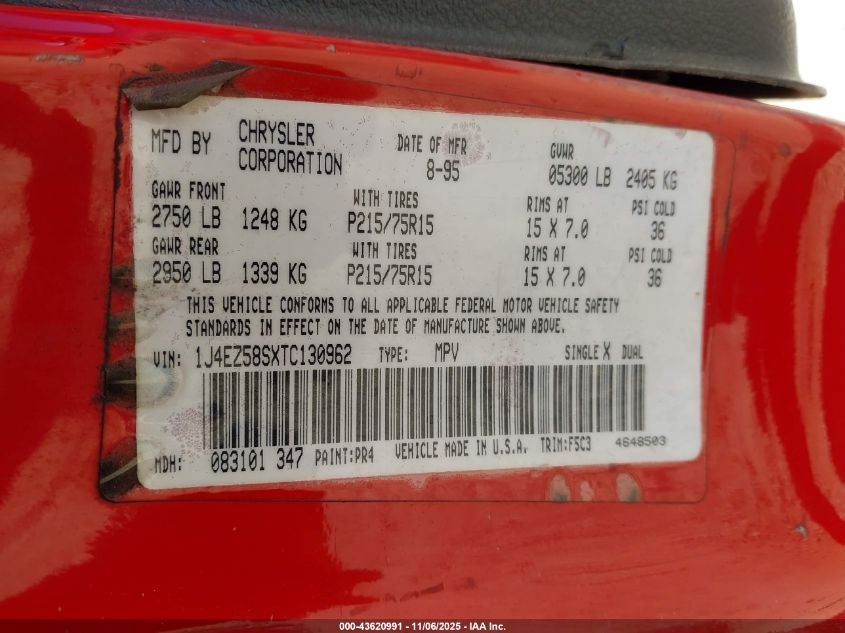 MFD BY CHRYSLER CORPORATION DATE OF MFR 8-95 GVWR 05300 LB 2405 KG
GAWR FRONT WITH TIRES RIMS AT PSI COLD
2750 LB 1248 KG P215/75R15 15 X 7.0 36
GAWR REAR WITH TIRES RIMS AT PSI COLD
2950 LB 1339 KG P215/75R15 15 X 7.0 36
THIS VEHICLE CONFORMS TO ALL APPLICABLE FEDERAL MOTOR VEHICLE SAFETY
STANDARDS IN EFFECT ON THE DATE OF MANUFACTURE SHOWN ABOVE.
VIN: 1J4EZ58SXTC130962 TYPE: MPV SINGLE X DUAL
MDH: 083101 347 PAINT:PR4 VEHICLE MADE IN U.S.A. TRIM:F5C3 4648503
000-43620991 - 11/06/2025 - IAA Inc.